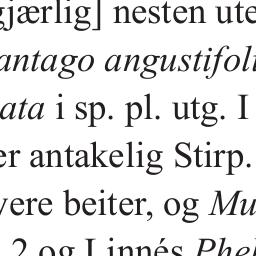 gjærlig] nesten ute
antago angustifoli
ata i sp. pl. utg. I
er antakelig Stirp.
vere beiter, og Mu
2 og Linnés Phel